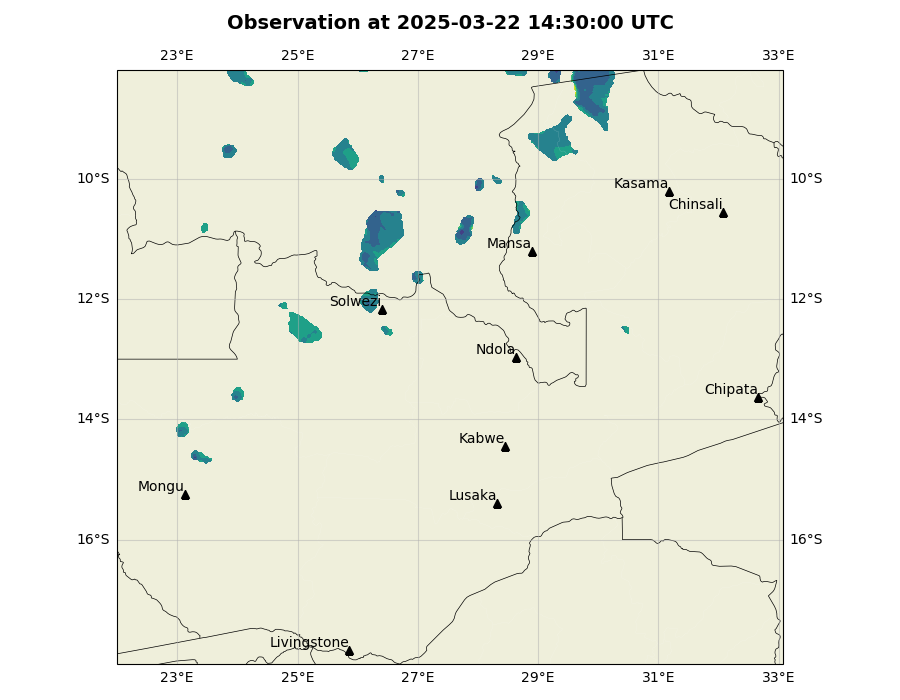 Observation at 2025-03-22 14:30:00 UTC
23°E 25°E 27°E 29°E 31°E 33°E
10°S 10°S
Kasama
Chinsali
Mansa
12°S 12°S
Solwezi
Ndola
Chipata
14°S 14°S
Kabwe
Mongu
Lusaka
16°S 16°S
Livingstone
23°E 25°E 27°E 29°E 31°E 33°E